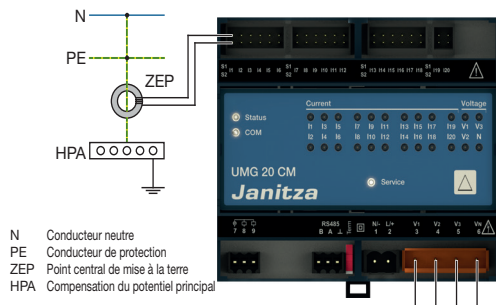 N
PE
ZEP
HPA
S1 S2 I1 I2 I3 I4 I5 I6 S1 S2 I7 I8 I9 I10 I11 I12 S1 S2 I13 I14 I15 I16 I17 I18 S1 S2 I19 I20
Current Voltage
Status
COM
I1 I3 I5 I7 I9 I11 I13 I15 I17 I19 V1 V3
I2 I4 I6 I8 I10 I12 I14 I16 I18 I20 V2 N
UMG 20 CM
Janitza
Service
RS485 N/- L/+ V1 V2 V3 VN
7 8 9 B A Term 1 2 3 4 5 6
N Conducteur neutre
PE Conducteur de protection
ZEP Point central de mise à la terre
HPA Compensation du potentiel principal